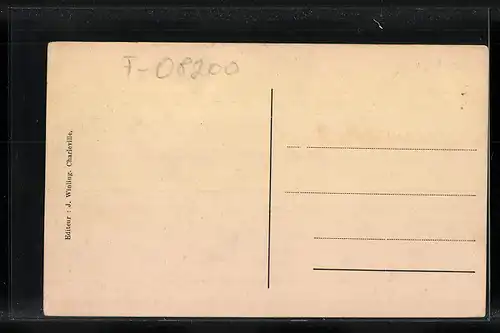 F-08200
Editeur : J. Winling, Charleville.